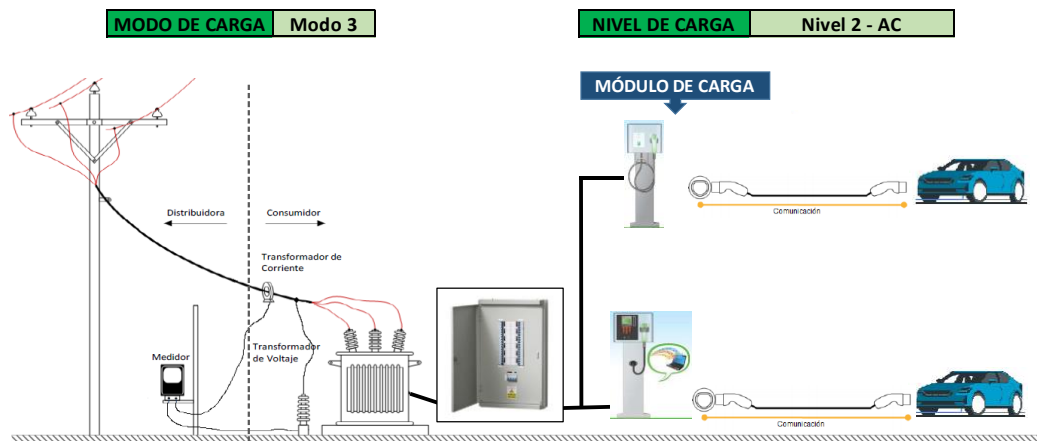 MODO DE CARGA Modo 3
NIVEL DE CARGA Nivel 2 - AC
MÓDULO DE CARGA
Distribuidora
Consumidor
Comunicación
Transformador de
Corriente
Transformador
de Voltaje
Medidor
Comunicación